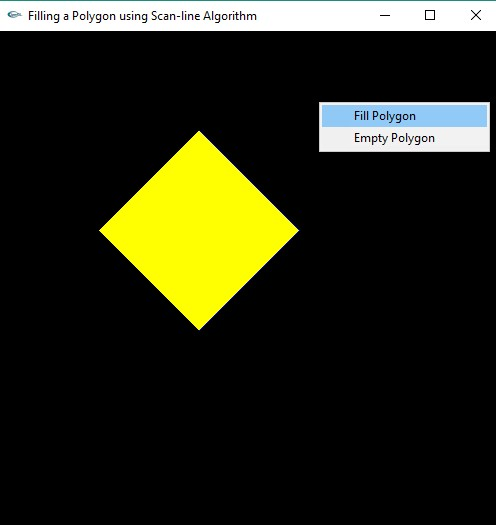 Filling a Polygon using Scan-line Algorithm
Fill Polygon
Empty Polygon